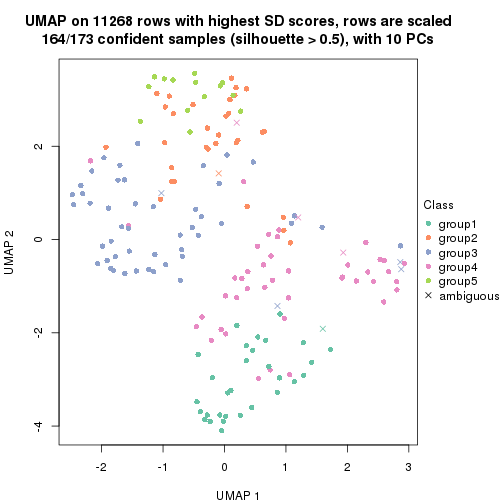 UMAP on 11268 rows with highest SD scores, rows are scaled
164/173 confident samples (silhouette > 0.5), with 10 PCs
UMAP 2
2
0
-2
-4
-2
-1
0
1
2
3
UMAP 1
Class
group1
group2
group3
group4
group5
ambiguous